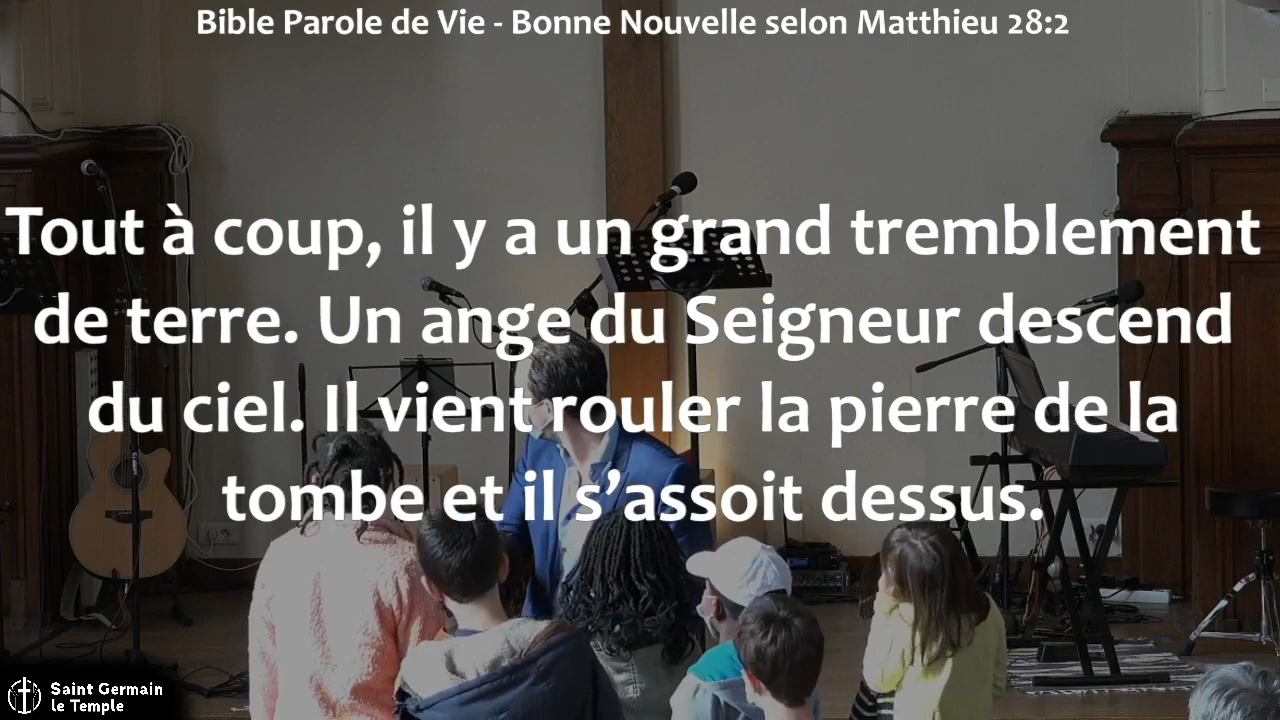 Bible Parole de Vie - Bonne Nouvelle selon Matthieu 28:2
Tout à coup, il y a un grand tremblement
de terre. Un ange du Seigneur descend
du ciel. Il vient rouler la pierre de la
tombe et il s’assoit dessus.
Saint Germain
le Temple